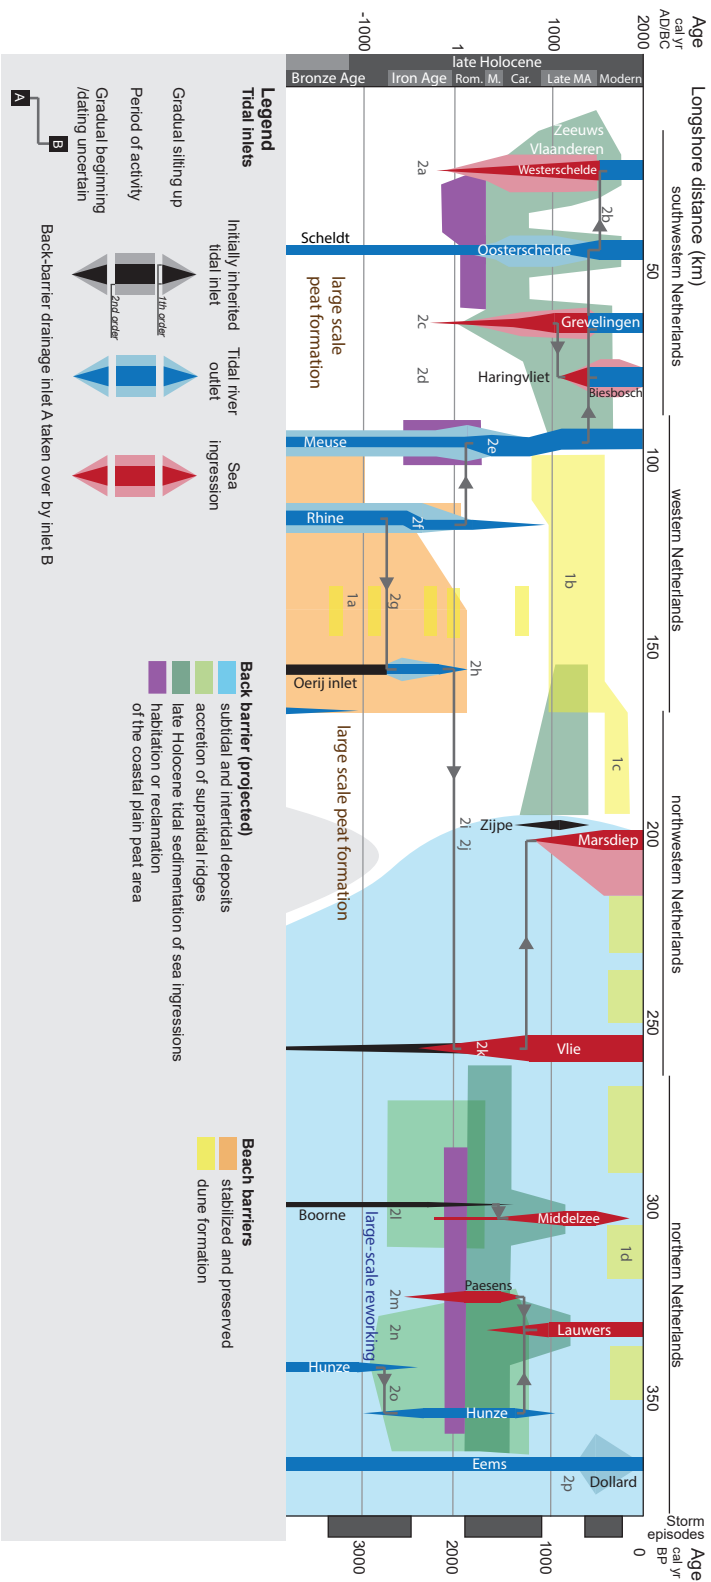 Age
cal yr
AD/BC
-1000
1
1000
2000
late Holocene
Bronze Age
Iron Age
Rom.
M.
Car.
Late MA
Modern
Longshore distance (km)
southwestern Netherlands
western Netherlands
northwestern Netherlands
northern Netherlands
50
100
150
200
250
300
350
Zeeuws
Vlaanderen
Westerschelde
2a
2b
Scheldt
Oosterschelde
large scale
peat formation
2c
Grevelingen
2d
Haringvliet
Biesbosch
Meuse
2e
Rhine
2f
1a
2g
1b
Oerij inlet
2h
1c
large scale peat formation
Zijpe
2i
2j
Marsdiep
2k
Vlie
Boorne
2l
Middelzee
1d
large-scale reworking
Paesens
2m
2n
Lauwers
Hunze
2o
Hunze
Eems
2p
Dollard
Storm
episodes
3000
2000
1000
0
Age
cal yr
BP
Legend
Tidal inlets
Gradual silting up
Period of activity
Gradual beginning
/dating uncertain
Initially inherited
tidal inlet
1th order
2nd order
Tidal river
outlet
Sea
ingression
A
B
Back-barrier drainage inlet A taken over by inlet B
Back barrier (projected)
subtidal and intertidal deposits
accretion of supratidal ridges
late Holocene tidal sedimentation of sea ingressions
habitation or reclamation
of the coastal plain peat area
Beach barriers
stabilized and preserved
dune formation